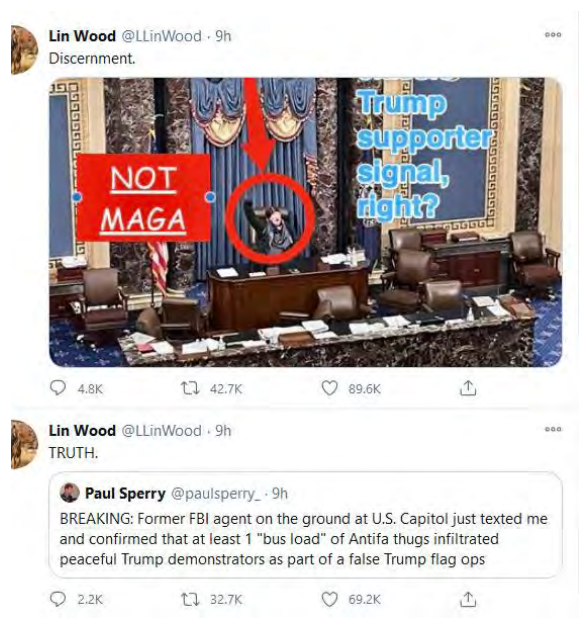 Lin Wood @LLinWood · 9h
Discernment.
Trump
supporter
signal,
right?
NOT
MAGA
4.8K 42.7K 89.6K
Lin Wood @LLinWood · 9h
TRUTH.
Paul Sperry @paulsperry_ · 9h
BREAKING: Former FBI agent on the ground at U.S. Capitol just texted me
and confirmed that at least 1 "bus load" of Antifa thugs infiltrated
peaceful Trump demonstrators as part of a false Trump flag ops
2.2K 32.7K 69.2K